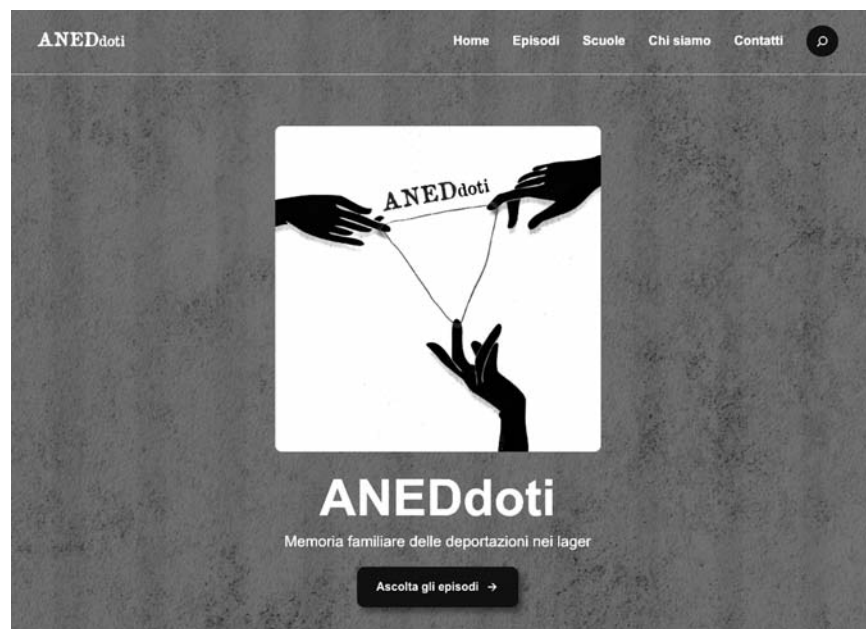 ANEDdoti
Home Episodi Scuole Chi siamo Contatti
ANEDdoti
ANEDdoti
Memoria familiare delle deportazioni nei lager
Ascolta gli episodi →